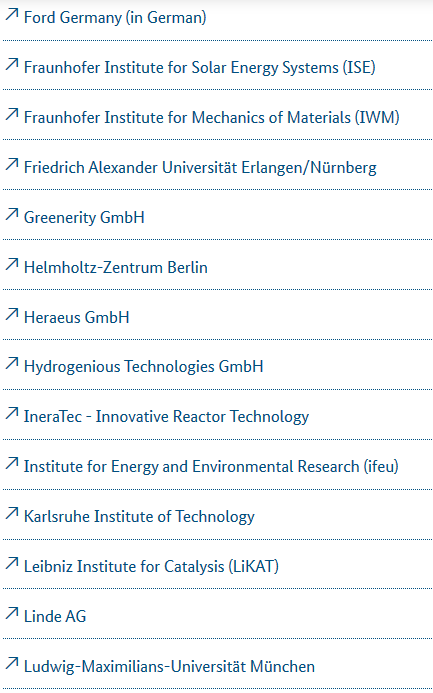 Ford Germany (in German)
Fraunhofer Institute for Solar Energy Systems (ISE)
Fraunhofer Institute for Mechanics of Materials (IWM)
Friedrich Alexander Universität Erlangen/Nürnberg
Greenerity GmbH
Helmholtz-Zentrum Berlin
Heraeus GmbH
Hydrogenious Technologies GmbH
IneraTec - Innovative Reactor Technology
Institute for Energy and Environmental Research (ifeu)
Karlsruhe Institute of Technology
Leibniz Institute for Catalysis (LiKAT)
Linde AG
Ludwig-Maximilians-Universität München